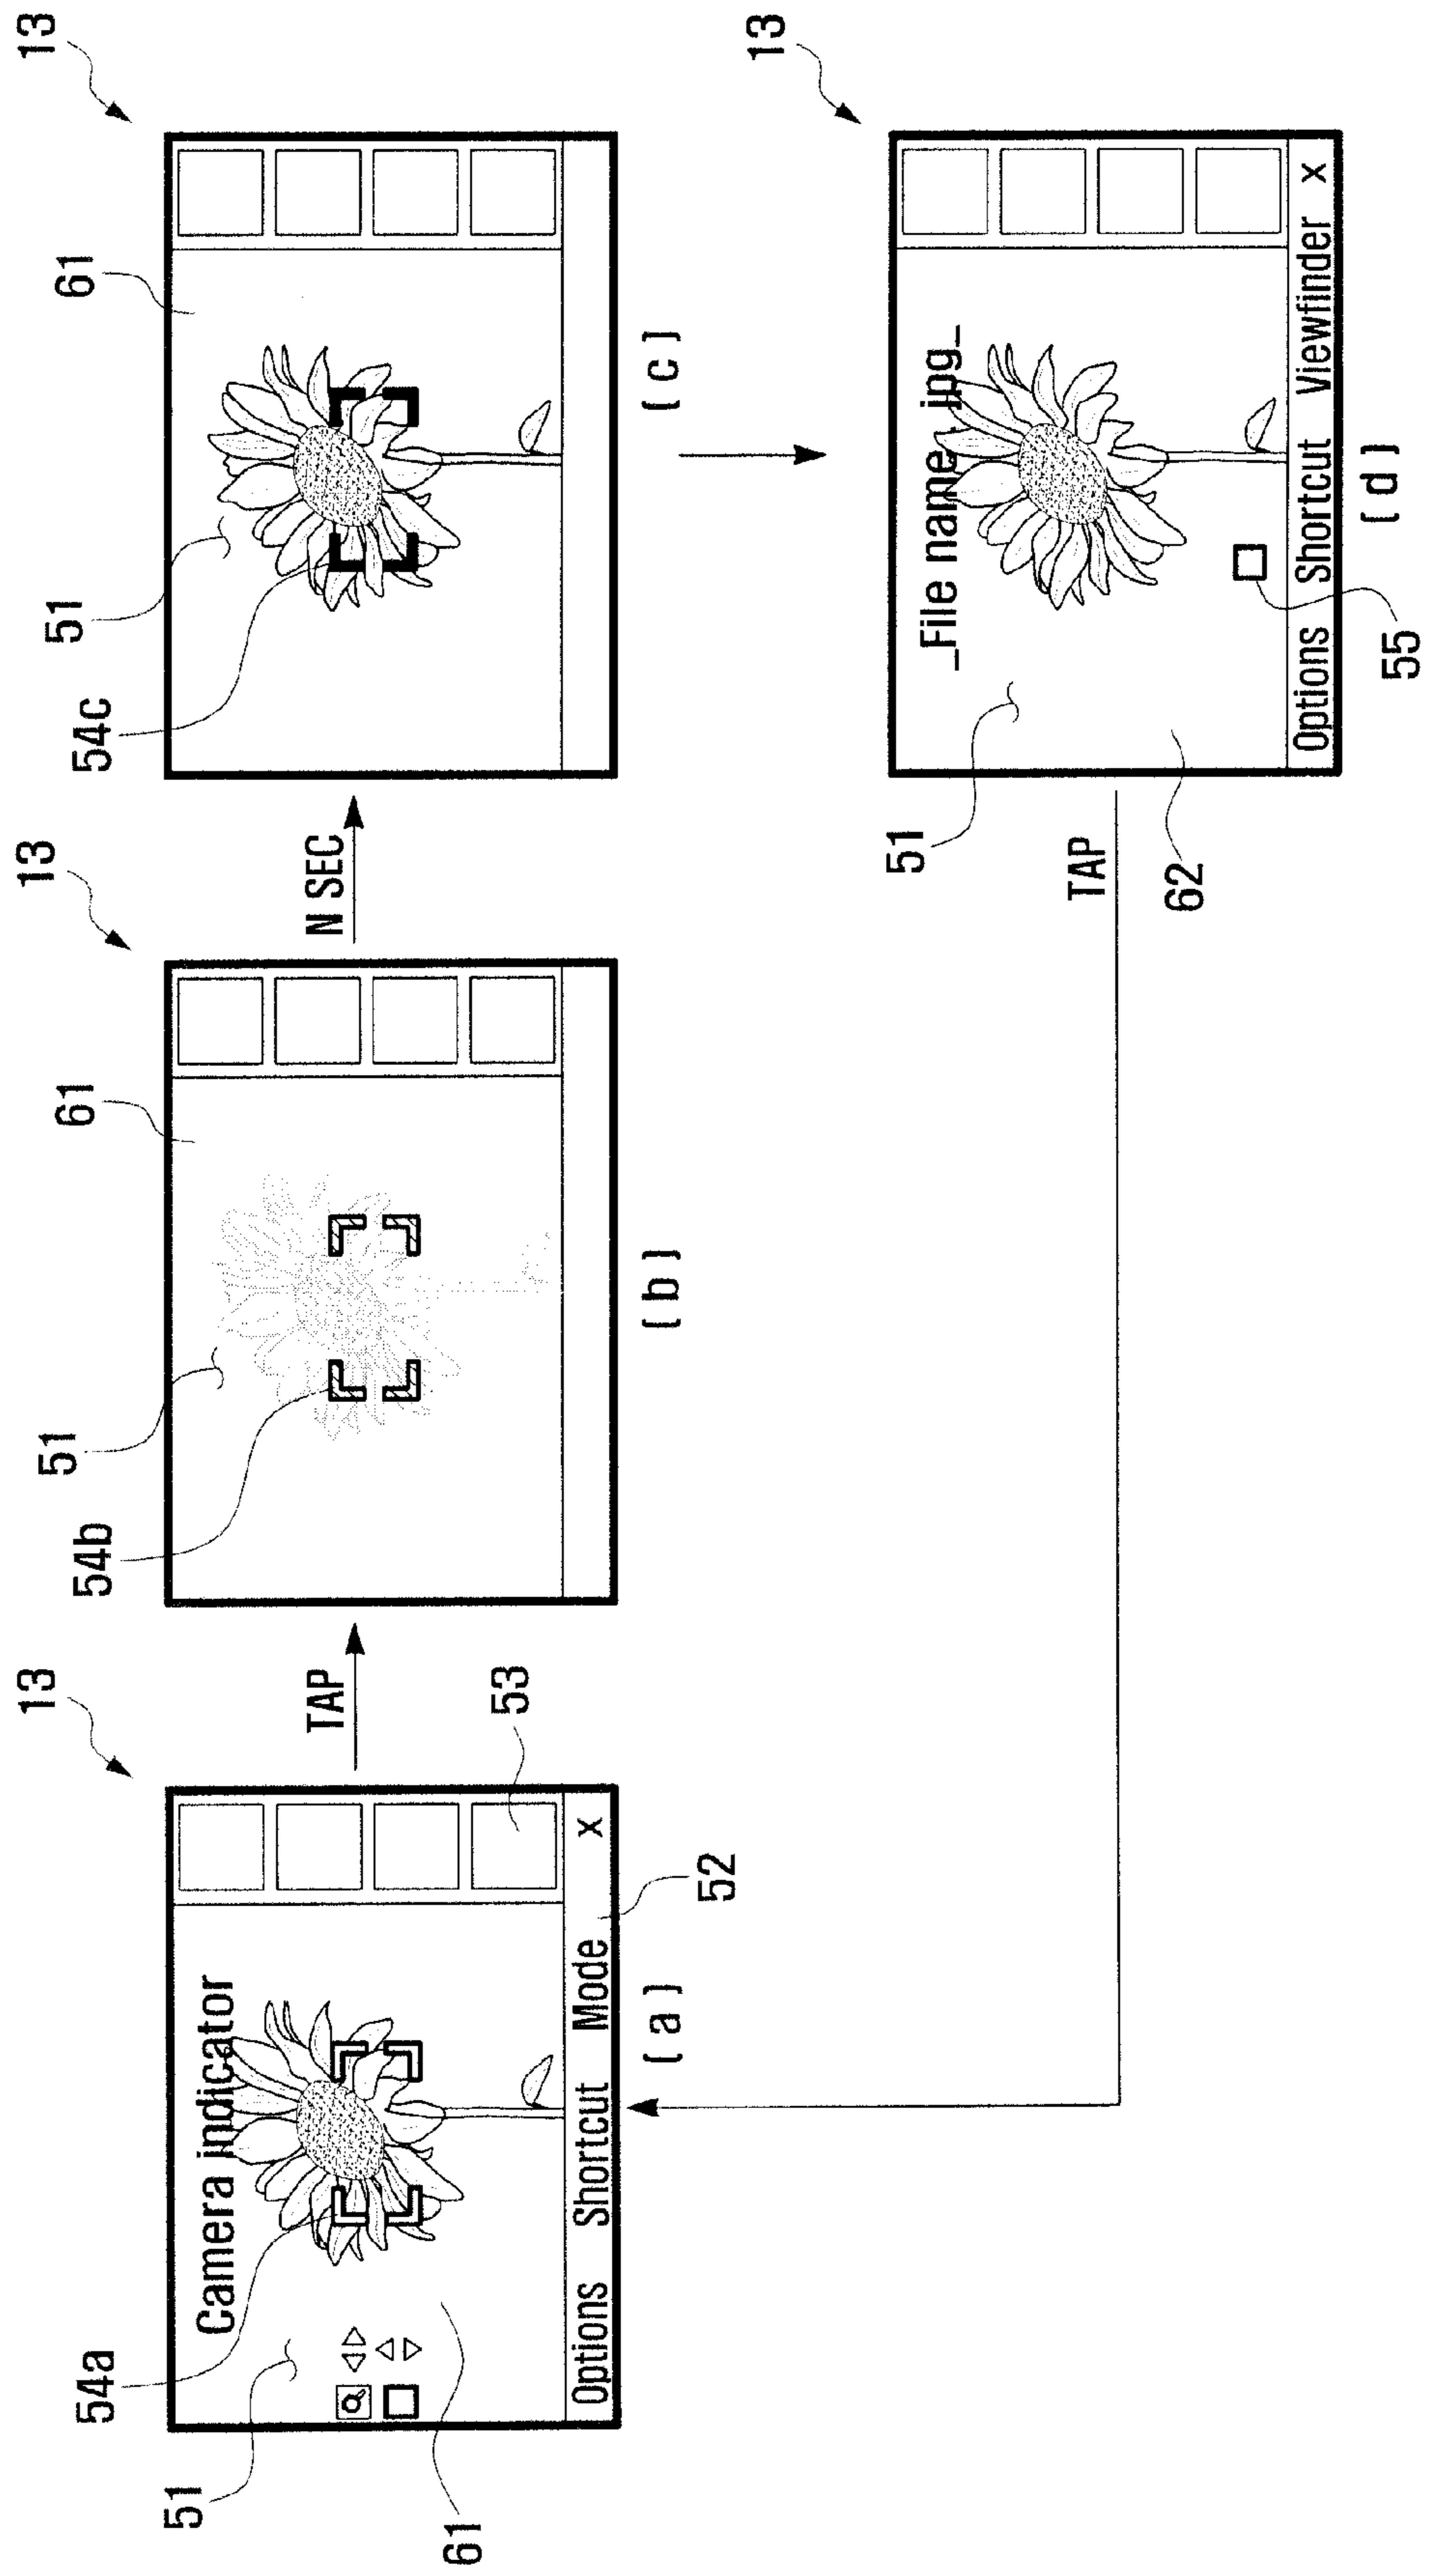 13
13
13
54a
51
Camera indicator
61
Options Shortcut Mode x
53
52
TAP
[ a ]
54b
51
61
N SEC
[ b ]
54c
51
61
[ c ]
13
_File name . jpg_
51
62
TAP
Options Shortcut Viewfinder x
55
[ d ]